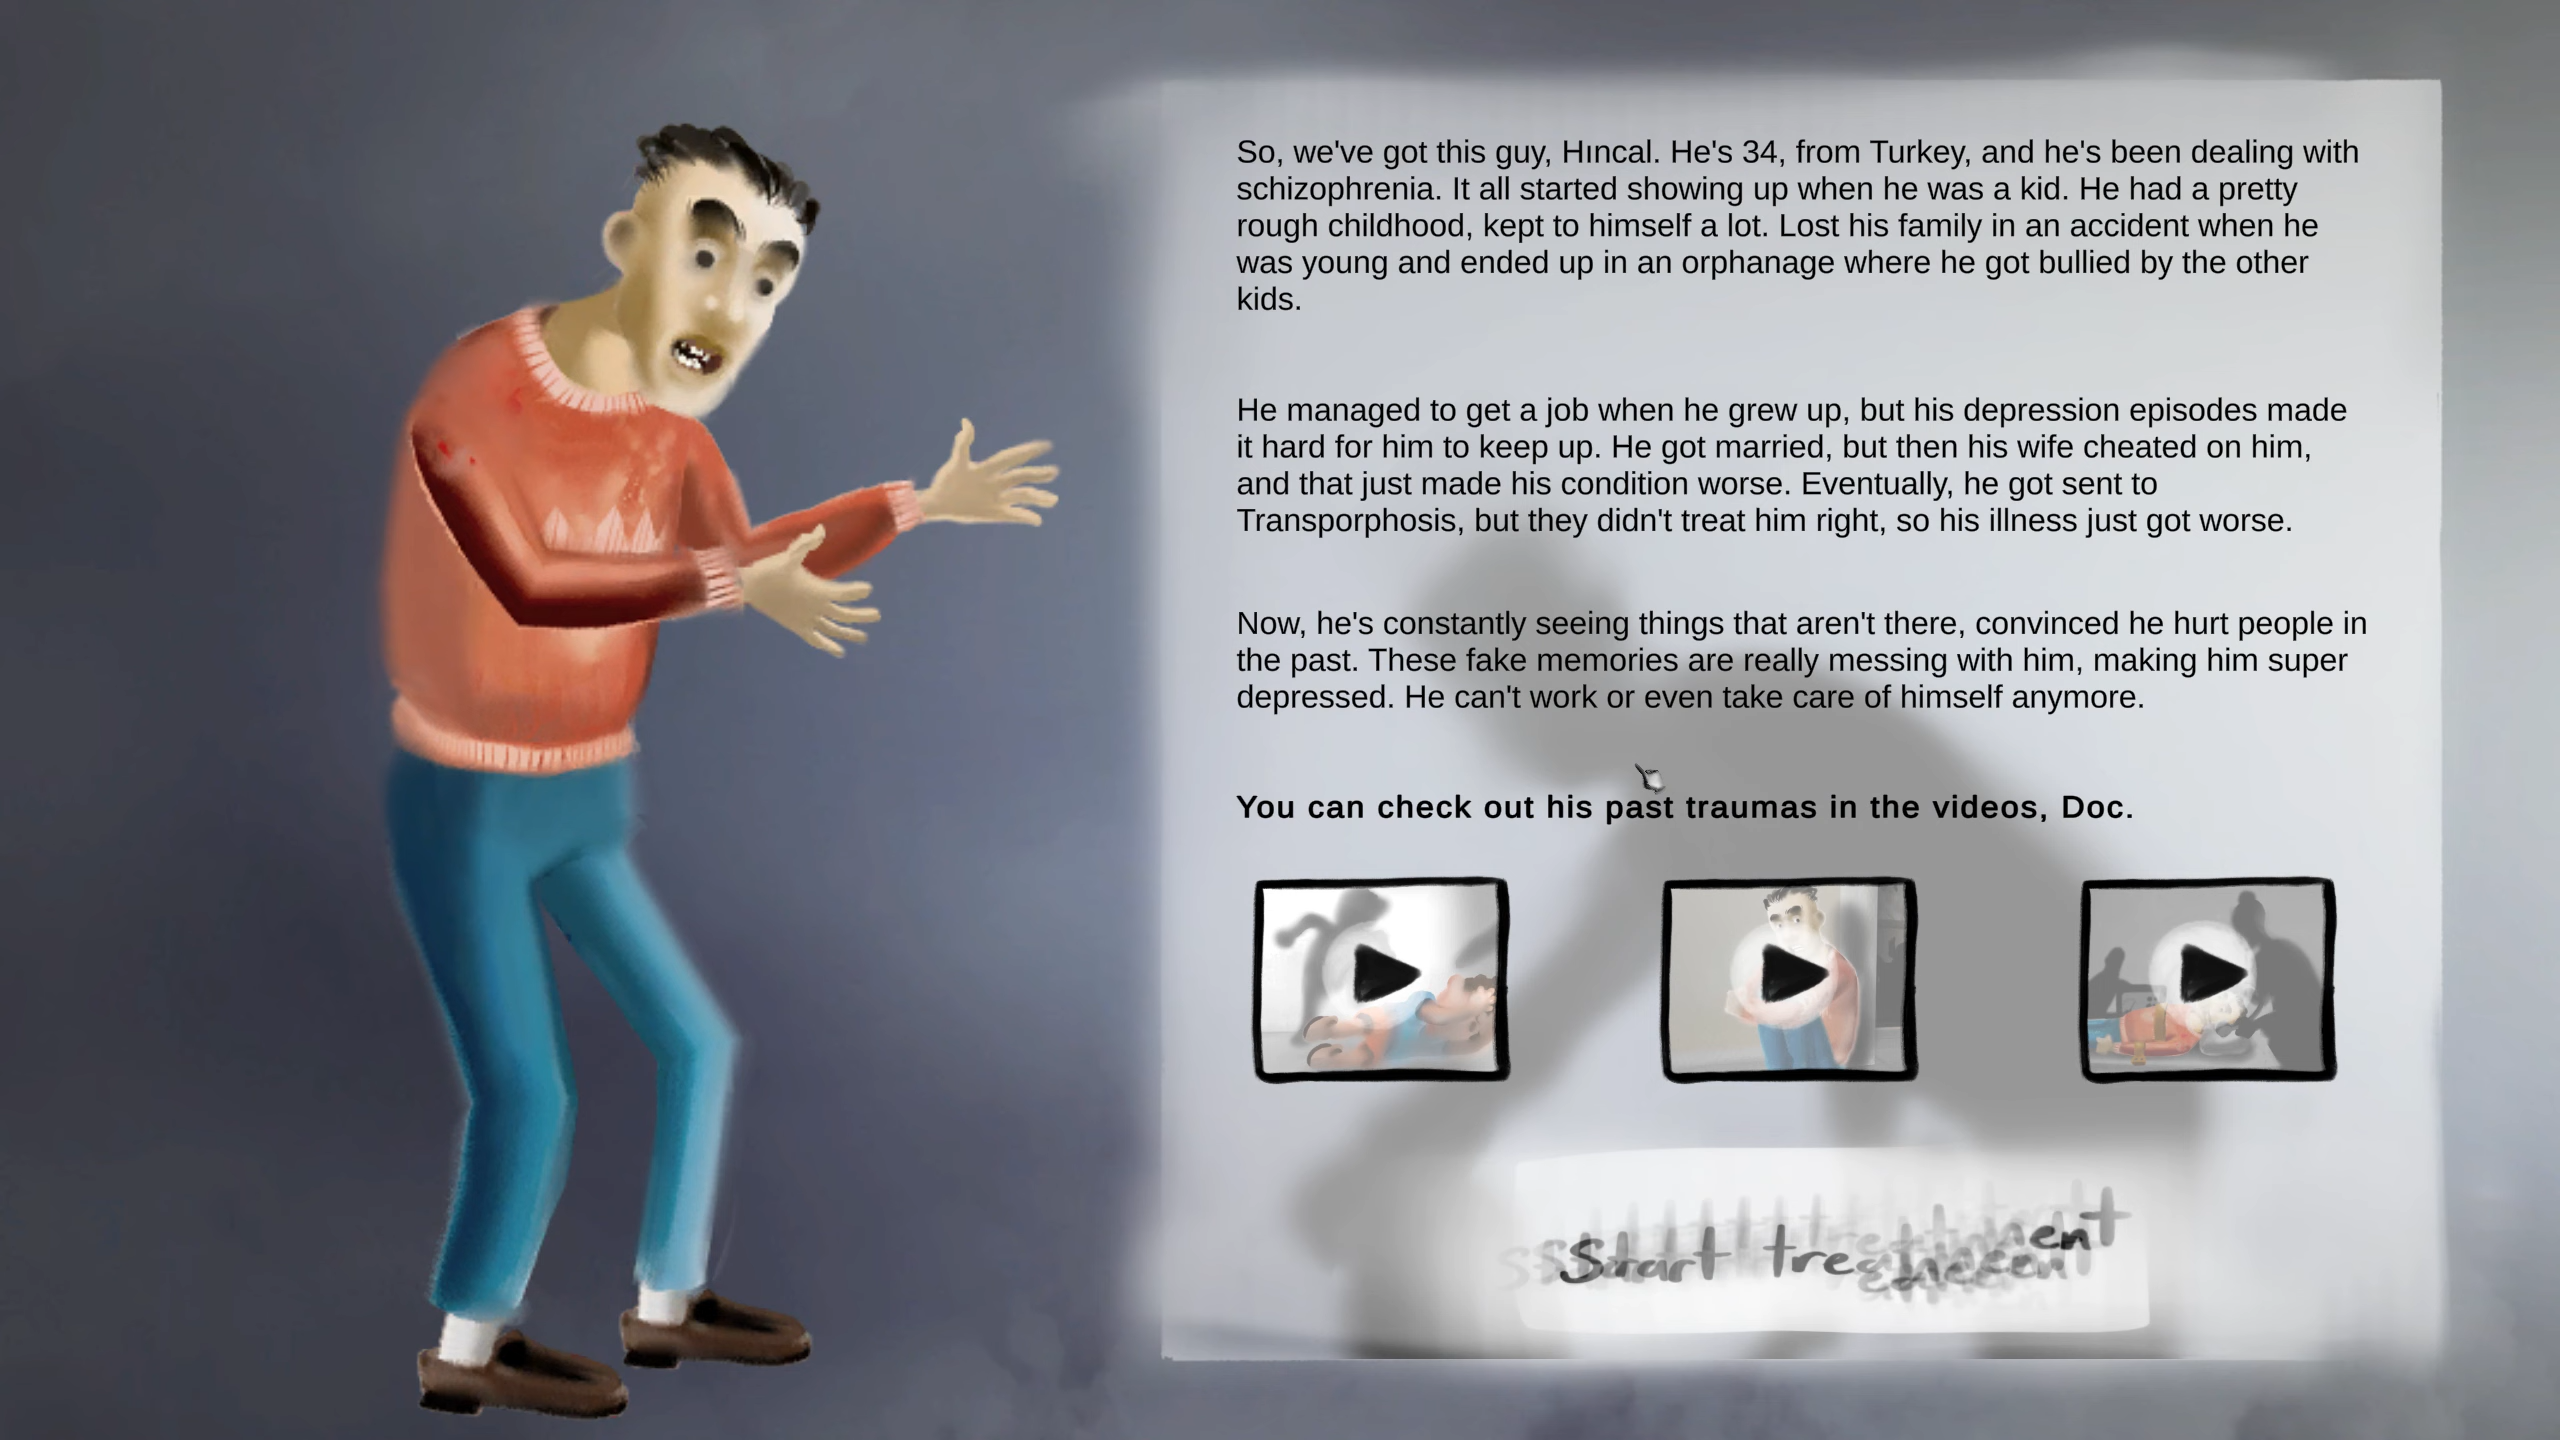 So, we've got this guy, Hıncal. He's 34, from Turkey, and he's been dealing with
schizophrenia. It all started showing up when he was a kid. He had a pretty
rough childhood, kept to himself a lot. Lost his family in an accident when he
was young and ended up in an orphanage where he got bullied by the other
kids.
He managed to get a job when he grew up, but his depression episodes made
it hard for him to keep up. He got married, but then his wife cheated on him,
and that just made his condition worse. Eventually, he got sent to
Transporphosis, but they didn't treat him right, so his illness just got worse.
Now, he's constantly seeing things that aren't there, convinced he hurt people in
the past. These fake memories are really messing with him, making him super
depressed. He can't work or even take care of himself anymore.
You can check out his past traumas in the videos, Doc.
Start treatment